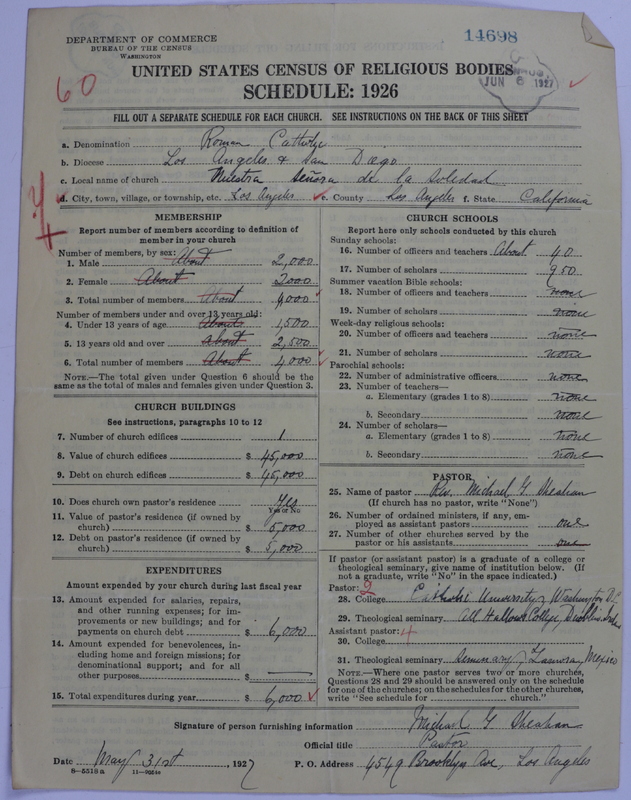 DEPARTMENT OF COMMERCE
BUREAU OF THE CENSUS
WASHINGTON
14698
60
JUN 6 1927
UNITED STATES CENSUS OF RELIGIOUS BODIES
SCHEDULE: 1926
FILL OUT A SEPARATE SCHEDULE FOR EACH CHURCH. SEE INSTRUCTIONS ON THE BACK OF THIS SHEET
a. Denomination Roman Catholic
b. Diocese Los Angeles & San Diego
c. Local name of church Nuestra Señora de la Soledad
d. City, town, village, or township, etc. Los Angeles e. County Los Angeles f. State California
MEMBERSHIP
Report number of members according to definition of
member in your church
Number of members, by sex:
1. Male About 2,000
2. Female About 2000
3. Total number of members About 4,000
Number of members under and over 13 years old:
4. Under 13 years of age About 1,500
5. 13 years old and over about 2,500
6. Total number of members About 4,000
NOTE.—The total given under Question 6 should be the
same as the total of males and females given under Question 3.
CHURCH BUILDINGS
See instructions, paragraphs 10 to 12
7. Number of church edifices 1
8. Value of church edifices $ 45,000
9. Debt on church edifices $ 45,000
10. Does church own pastor's residence Yes
Yes or No
11. Value of pastor's residence (if owned by
church) $ 5,000
12. Debt on pastor's residence (if owned by
church) $ 5,000
EXPENDITURES
Amount expended by your church during last fiscal year
13. Amount expended for salaries, repairs,
and other running expenses; for im-
provements or new buildings; and for
payments on church debt $ 6,000
14. Amount expended for benevolences, in-
cluding home and foreign missions; for
denominational support; and for all
other purposes $
15. Total expenditures during year $ 6,000
CHURCH SCHOOLS
Report here only schools conducted by this church
Sunday schools:
16. Number of officers and teachers About 40
17. Number of scholars 950
Summer vacation Bible schools:
18. Number of officers and teachers none
19. Number of scholars none
Week-day religious schools:
20. Number of officers and teachers none
21. Number of scholars none
Parochial schools:
22. Number of administrative officers none
23. Number of teachers—
a. Elementary (grades 1 to 8) none
b. Secondary none
24. Number of scholars—
a. Elementary (grades 1 to 8) none
b. Secondary none
PASTOR
25. Name of pastor Rev. Michael G. Sheahan
(If church has no pastor, write "None")
26. Number of ordained ministers, if any, em-
ployed as assistant pastors one
27. Number of other churches served by the
pastor or his assistants one
If pastor (or assistant pastor) is a graduate of a college or
theological seminary, give name of institution below. (If
not a graduate, write "No" in the space indicated.)
Pastor: 2
28. College Catholic University, Washington D.C.
29. Theological seminary All Hallows College, Dublin
Assistant pastor: 4
30. College
31. Theological seminary Seminary of Zamora, Mexico
NOTE.—Where one pastor serves two or more churches,
Questions 28 and 29 should be answered only on the schedule
for one of the churches; on the schedules for the other churches,
write "See schedule for church."
Signature of person furnishing information Michael G Sheahan
Official title Pastor
Date May 31st, 1927 P. O. Address 4549 Brooklyn Ave, Los Angeles